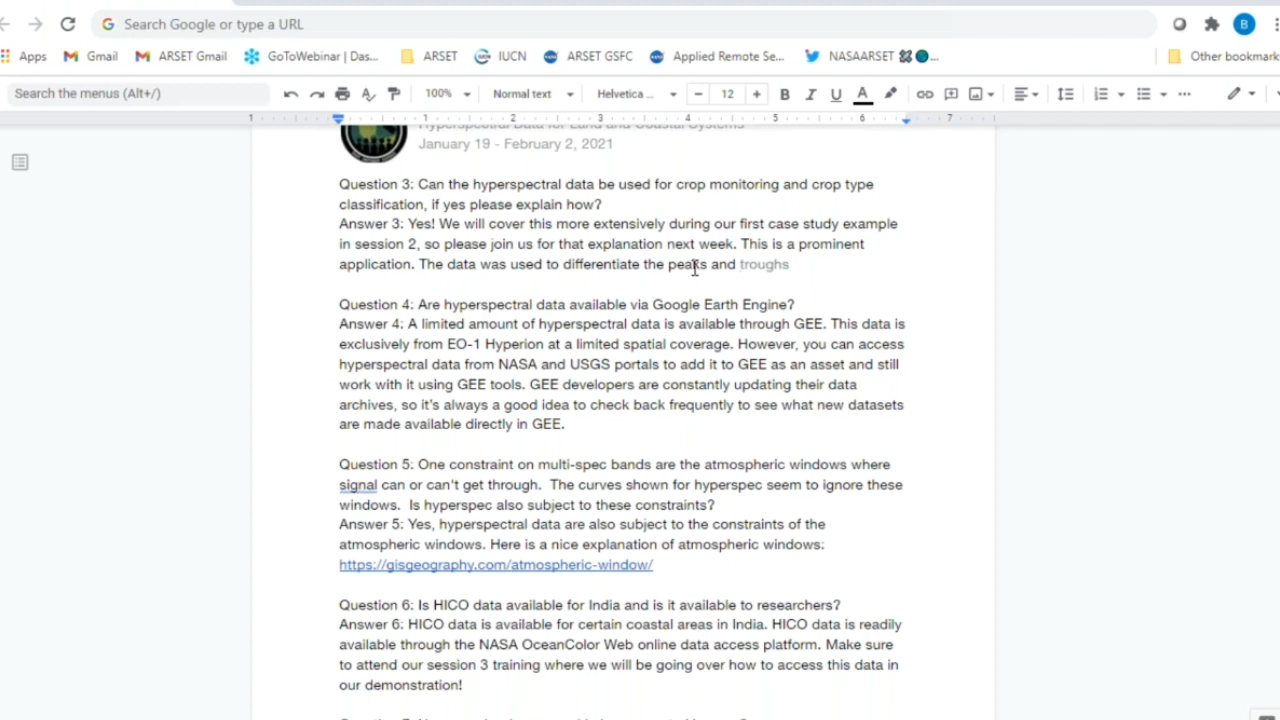 Search Google or type a URL
B
Apps
Gmail
ARSET Gmail
GoToWebinar | Das...
ARSET
IUCN
ARSET GSFC
Applied Remote Se...
NASAARSET
Other bookmark
Search the menus (Alt+/)
100%
Normal text
Helvetica ...
− 12 +
B I U A
1 1 2 3 4 5 6 7
Hyperspectral Data for Land and Coastal Systems
January 19 - February 2, 2021
Question 3: Can the hyperspectral data be used for crop monitoring and crop type
classification, if yes please explain how?
Answer 3: Yes! We will cover this more extensively during our first case study example
in session 2, so please join us for that explanation next week. This is a prominent
application. The data was used to differentiate the peaks and troughs
Question 4: Are hyperspectral data available via Google Earth Engine?
Answer 4: A limited amount of hyperspectral data is available through GEE. This data is
exclusively from EO-1 Hyperion at a limited spatial coverage. However, you can access
hyperspectral data from NASA and USGS portals to add it to GEE as an asset and still
work with it using GEE tools. GEE developers are constantly updating their data
archives, so it's always a good idea to check back frequently to see what new datasets
are made available directly in GEE.
Question 5: One constraint on multi-spec bands are the atmospheric windows where
signal can or can't get through.  The curves shown for hyperspec seem to ignore these
windows.  Is hyperspec also subject to these constraints?
Answer 5: Yes, hyperspectral data are also subject to the constraints of the
atmospheric windows. Here is a nice explanation of atmospheric windows:
https://gisgeography.com/atmospheric-window/
Question 6: Is HICO data available for India and is it available to researchers?
Answer 6: HICO data is available for certain coastal areas in India. HICO data is readily
available through the NASA OceanColor Web online data access platform. Make sure
to attend our session 3 training where we will be going over how to access this data in
our demonstration!